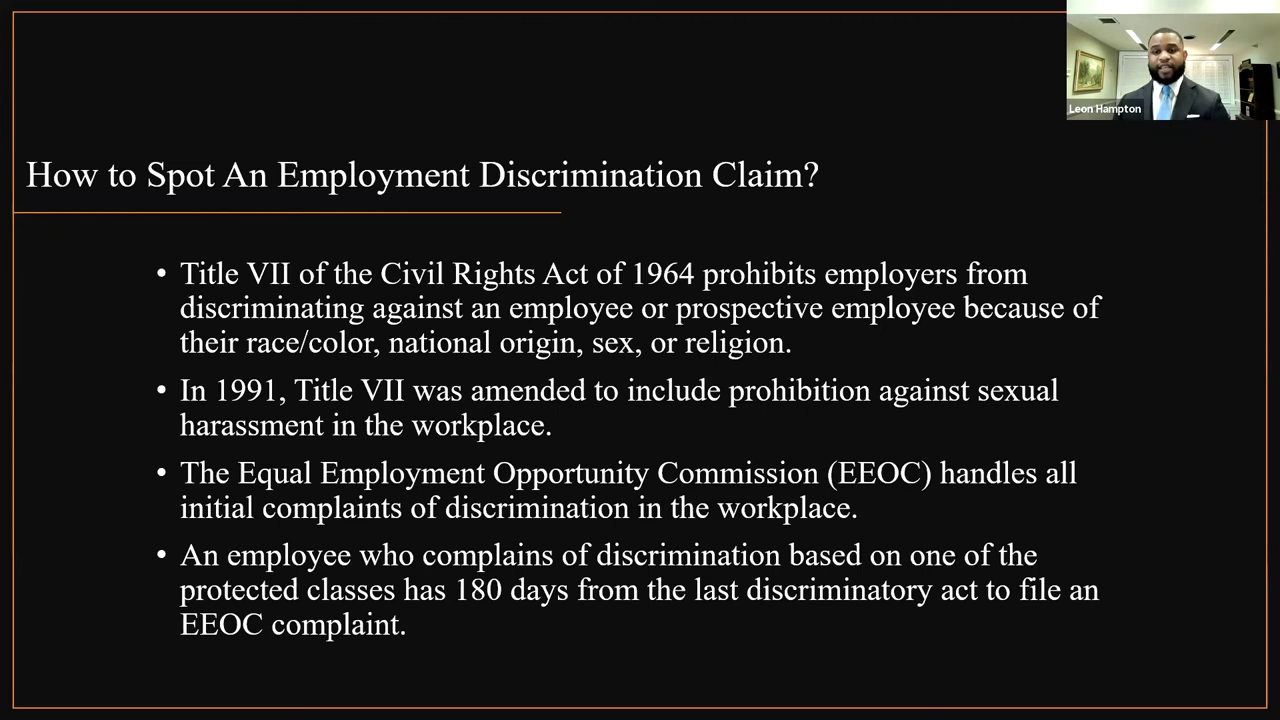 Leon Hampton
How to Spot An Employment Discrimination Claim?
• Title VII of the Civil Rights Act of 1964 prohibits employers from
discriminating against an employee or prospective employee because of
their race/color, national origin, sex, or religion.
• In 1991, Title VII was amended to include prohibition against sexual
harassment in the workplace.
• The Equal Employment Opportunity Commission (EEOC) handles all
initial complaints of discrimination in the workplace.
• An employee who complains of discrimination based on one of the
protected classes has 180 days from the last discriminatory act to file an
EEOC complaint.